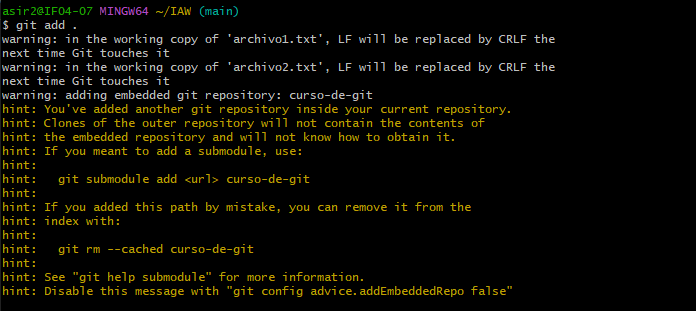 asir2@IFO4-07 MINGW64 ~/IAW (main)
$ git add .
warning: in the working copy of 'archivo1.txt', LF will be replaced by CRLF the
next time Git touches it
warning: in the working copy of 'archivo2.txt', LF will be replaced by CRLF the
next time Git touches it
warning: adding embedded git repository: curso-de-git
hint: You've added another git repository inside your current repository.
hint: Clones of the outer repository will not contain the contents of
hint: the embedded repository and will not know how to obtain it.
hint: If you meant to add a submodule, use:
hint:
hint:   git submodule add <url> curso-de-git
hint:
hint: If you added this path by mistake, you can remove it from the
hint: index with:
hint:
hint:   git rm --cached curso-de-git
hint:
hint: See "git help submodule" for more information.
hint: Disable this message with "git config advice.addEmbeddedRepo false"